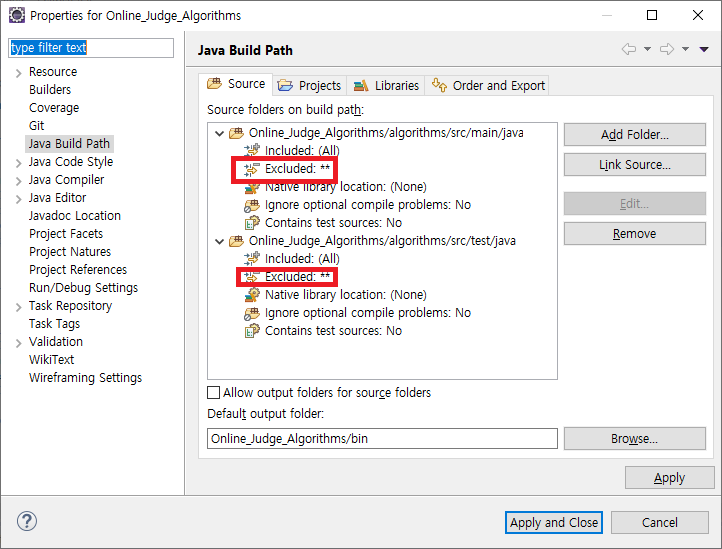 Properties for Online_Judge_Algorithms
type filter text
Resource
Builders
Coverage
Git
Java Build Path
Java Code Style
Java Compiler
Java Editor
Javadoc Location
Project Facets
Project Natures
Project References
Run/Debug Settings
Task Repository
Task Tags
Validation
WikiText
Wireframing Settings
Java Build Path
Source Projects Libraries Order and Export
Source folders on build path:
Online_Judge_Algorithms/algorithms/src/main/java
Included: (All)
Excluded: **
Native library location: (None)
Ignore optional compile problems: No
Contains test sources: No
Online_Judge_Algorithms/algorithms/src/test/java
Included: (All)
Excluded: **
Native library location: (None)
Ignore optional compile problems: No
Contains test sources: No
Add Folder...
Link Source...
Edit...
Remove
Allow output folders for source folders
Default output folder:
Online_Judge_Algorithms/bin
Browse...
Apply
?
Apply and Close
Cancel